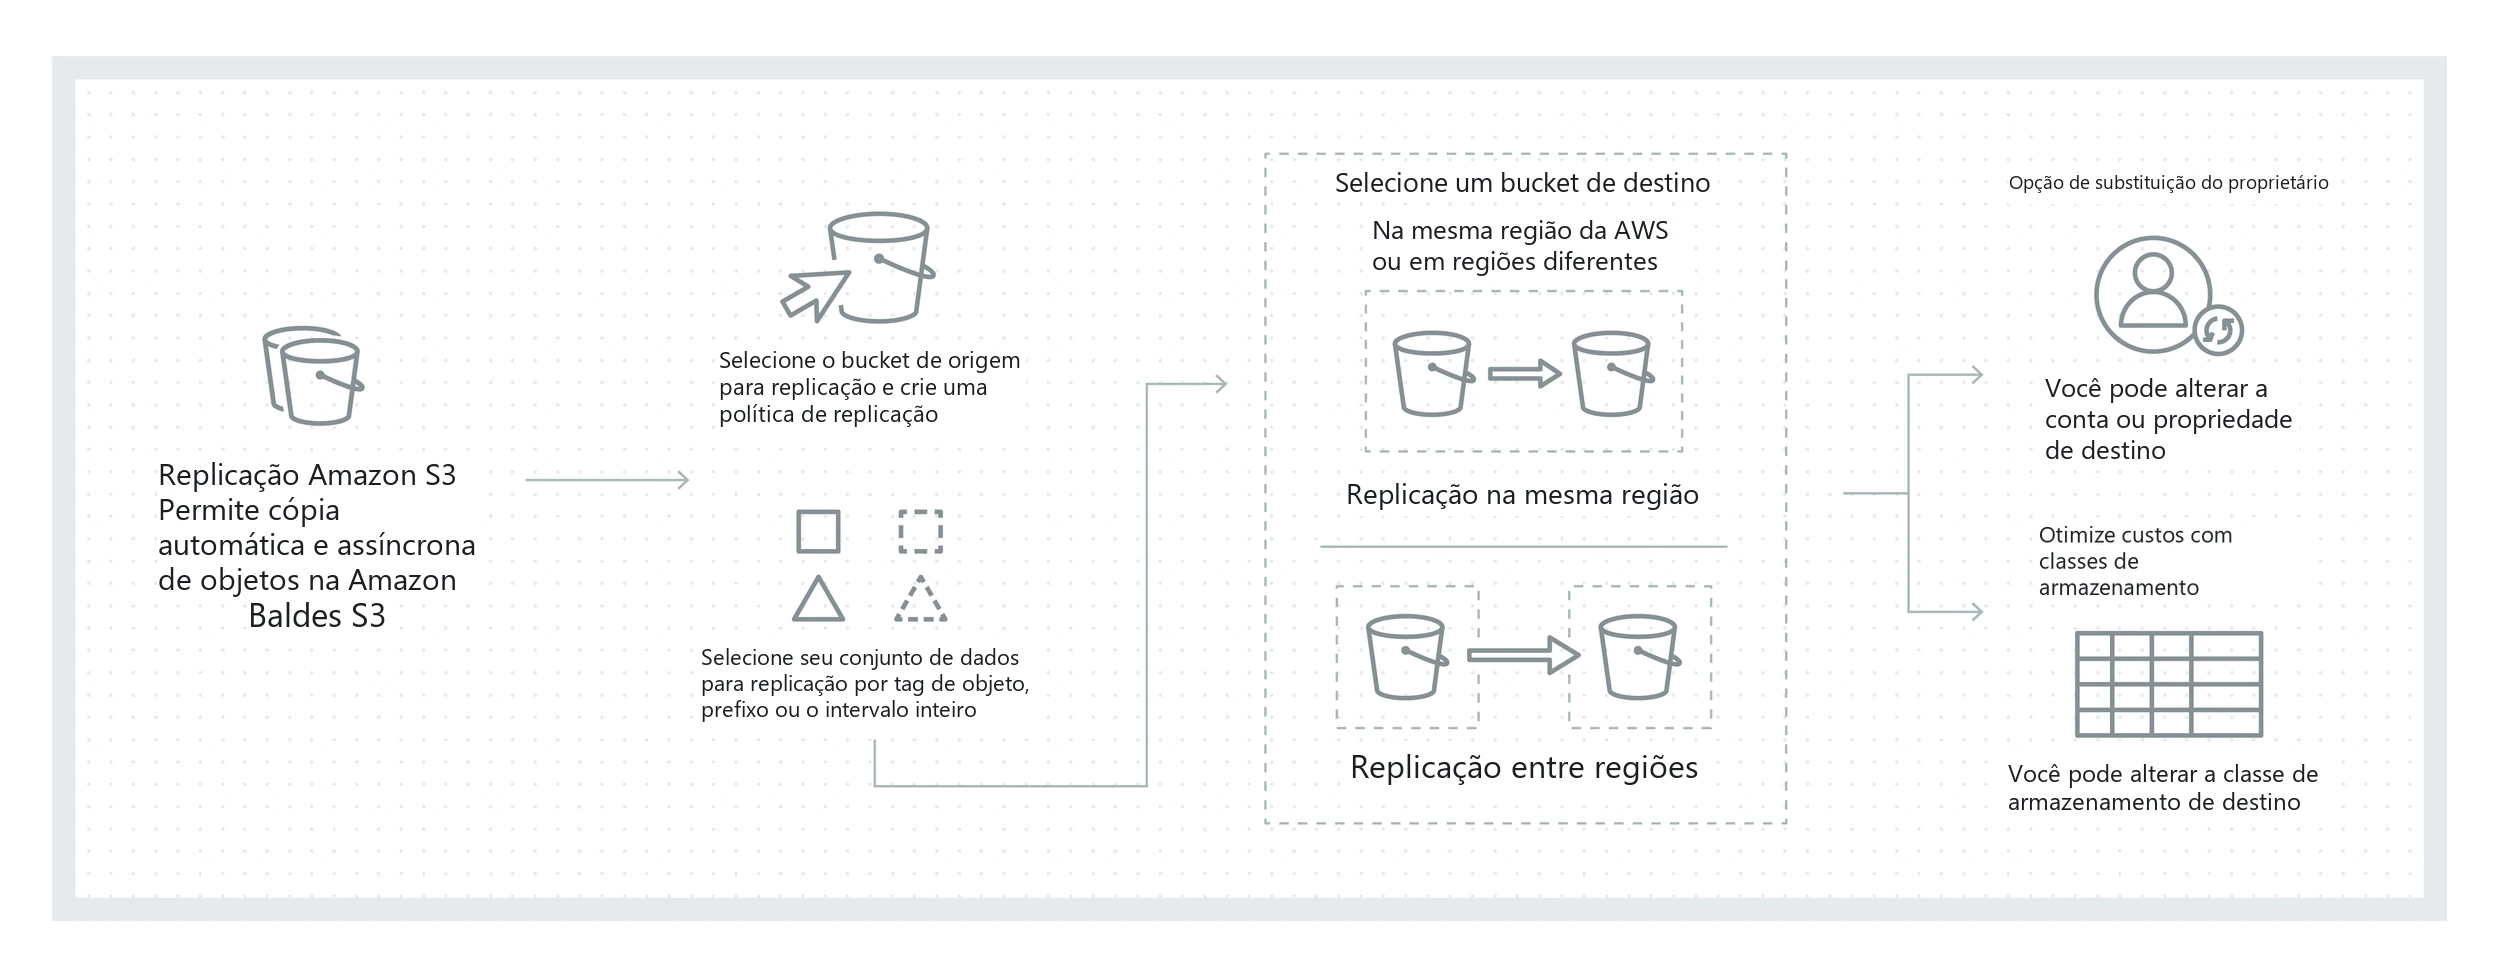 Replicação Amazon S3
Permite cópia
automática e assíncrona
de objetos na Amazon
Baldes S3
Selecione o bucket de origem
para replicação e crie uma
política de replicação
Selecione seu conjunto de dados
para replicação por tag de objeto,
prefixo ou o intervalo inteiro
Selecione um bucket de destino
Na mesma região da AWS
ou em regiões diferentes
Replicação na mesma região
Replicação entre regiões
Opção de substituição do proprietário
Você pode alterar a
conta ou propriedade
de destino
Otimize custos com
classes de
armazenamento
Você pode alterar a classe de
armazenamento de destino